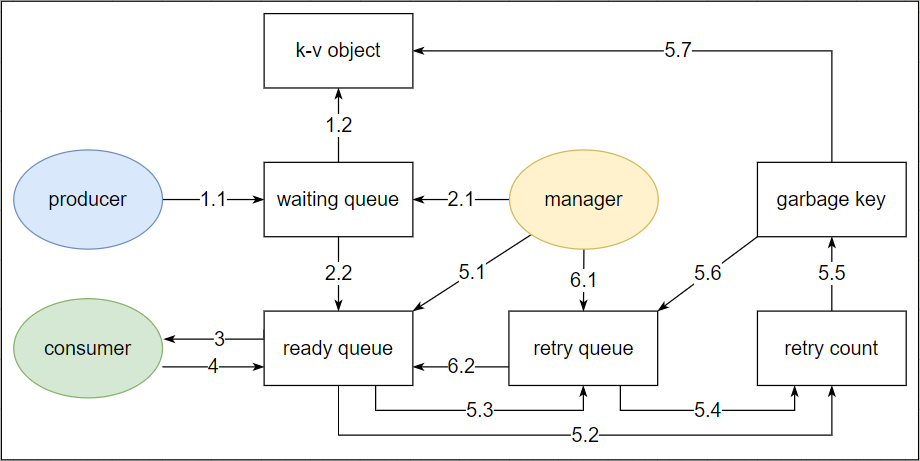 k-v object
5.7
1.2
producer
1.1
waiting queue
2.1
manager
garbage key
2.2
5.1
6.1
5.6
5.5
consumer
3
4
ready queue
6.2
retry queue
retry count
5.3
5.4
5.2